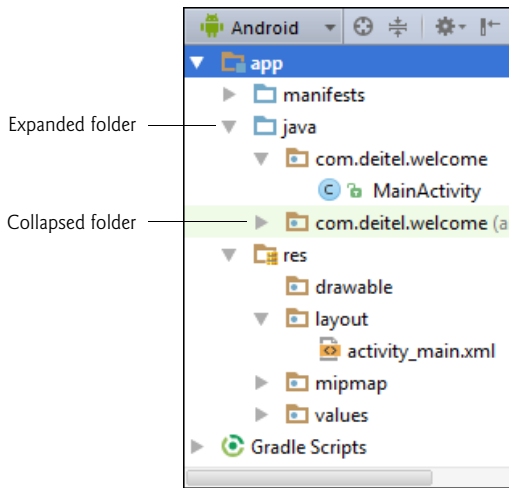 Android
app
manifests
Expanded folder
java
com.deitel.welcome
MainActivity
Collapsed folder
com.deitel.welcome (a
res
drawable
layout
activity_main.xml
mipmap
values
Gradle Scripts